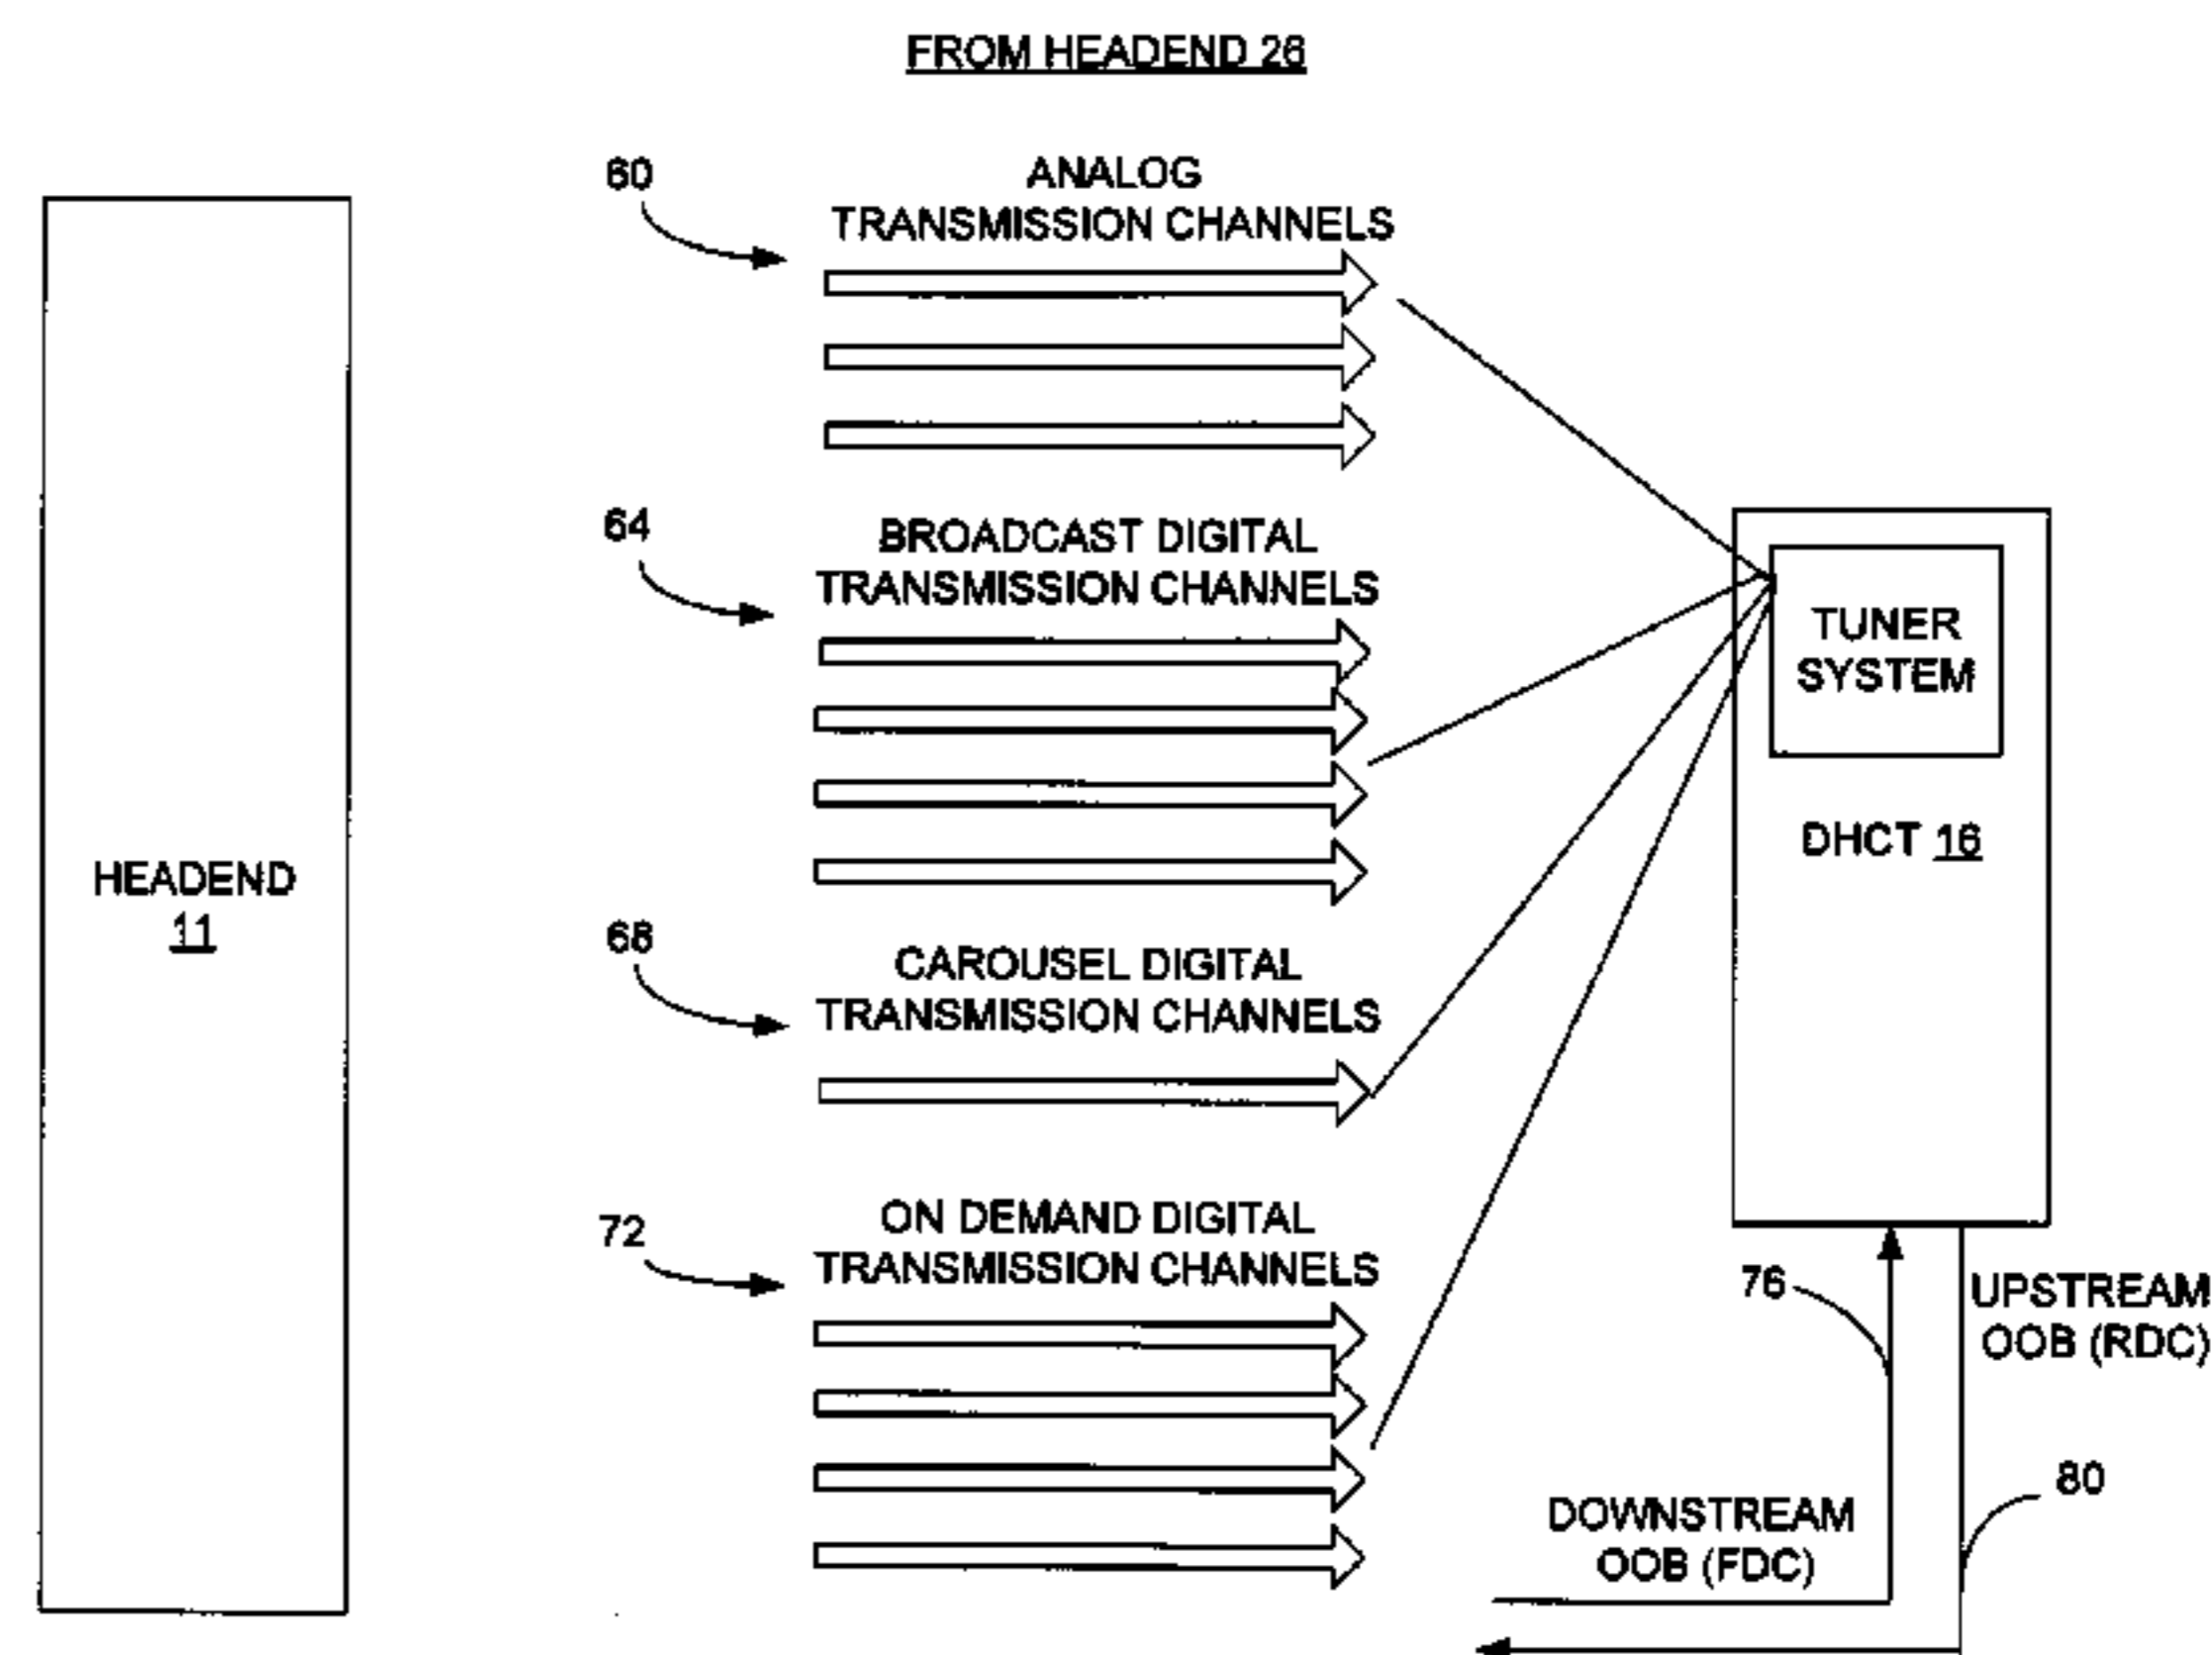 FROM HEADEND 26
60
ANALOG
TRANSMISSION CHANNELS
64
BROADCAST DIGITAL
TRANSMISSION CHANNELS
TUNER
SYSTEM
DHCT 16
HEADEND
11
68
CAROUSEL DIGITAL
TRANSMISSION CHANNELS
72
ON DEMAND DIGITAL
TRANSMISSION CHANNELS
76
UPSTREAM
OOB (RDC)
80
DOWNSTREAM
OOB (FDC)